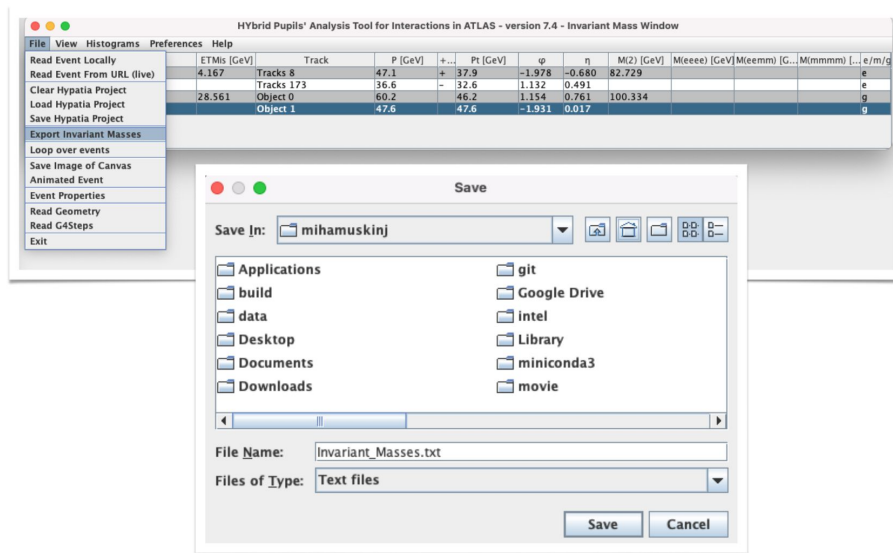 HYbrid Pupils' Analysis Tool for Interactions in ATLAS - version 7.4 - Invariant Mass Window
File View Histograms Preferences Help
ETMis [GeV] Track P [GeV] +... Pt [GeV] φ η M(2) [GeV] M(eeee) [GeV] M(eemm) [G... M(mmmm) [... e/m/g
4.167 Tracks 8 47.1 + 37.9 -1.978 -0.680 82.729 e
Tracks 173 36.6 - 32.6 1.132 0.491 e
28.561 Object 0 60.2 46.2 1.154 0.761 100.334 g
Object 1 47.6 47.6 -1.931 0.017 g
Read Event Locally
Read Event From URL (live)
Clear Hypatia Project
Load Hypatia Project
Save Hypatia Project
Export Invariant Masses
Loop over events
Save Image of Canvas
Animated Event
Event Properties
Read Geometry
Read G4Steps
Exit
Save
Save In: mihamuskinj
Applications
build
data
Desktop
Documents
Downloads
git
Google Drive
intel
Library
miniconda3
movie
File Name: Invariant_Masses.txt
Files of Type: Text files
Save Cancel